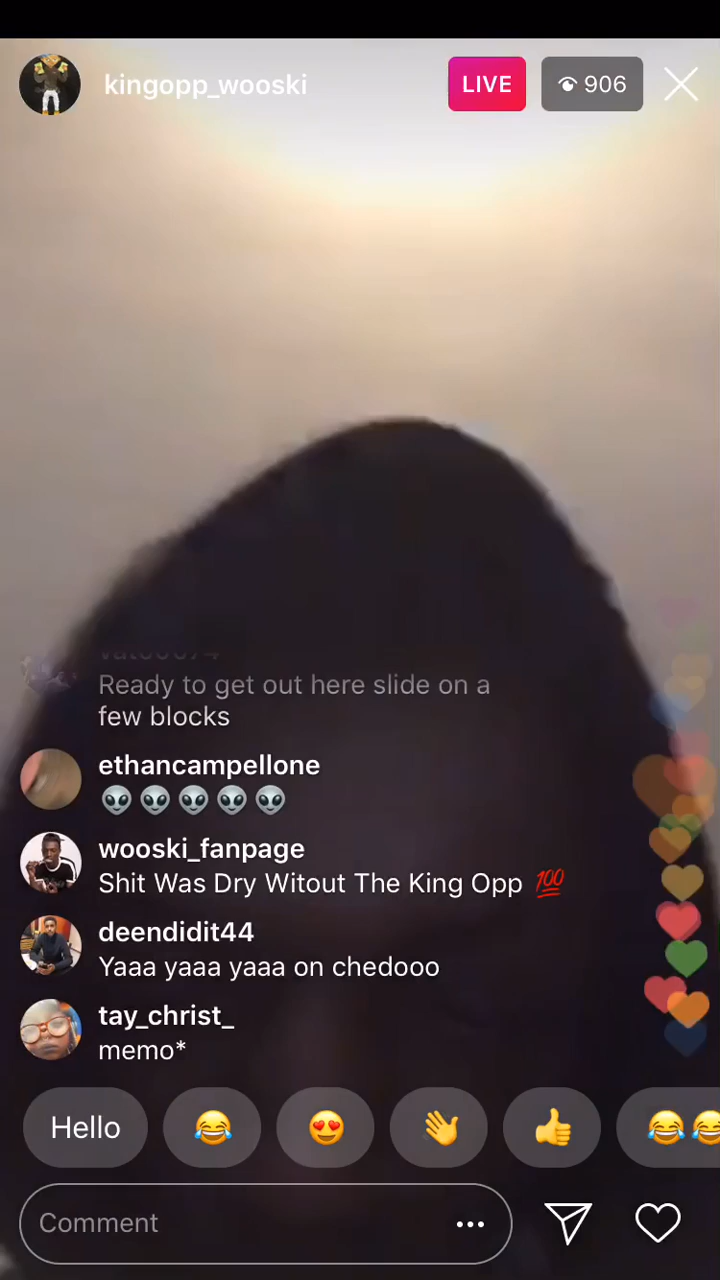 kingopp_wooski
LIVE
906
Ready to get out here slide on a
few blocks
ethancampellone
👽 👽 👽 👽 👽
wooski_fanpage
Shit Was Dry Witout The King Opp 💯
deendidit44
Yaaa yaaa yaaa on chedooo
tay_christ_
memo*
Hello
Comment